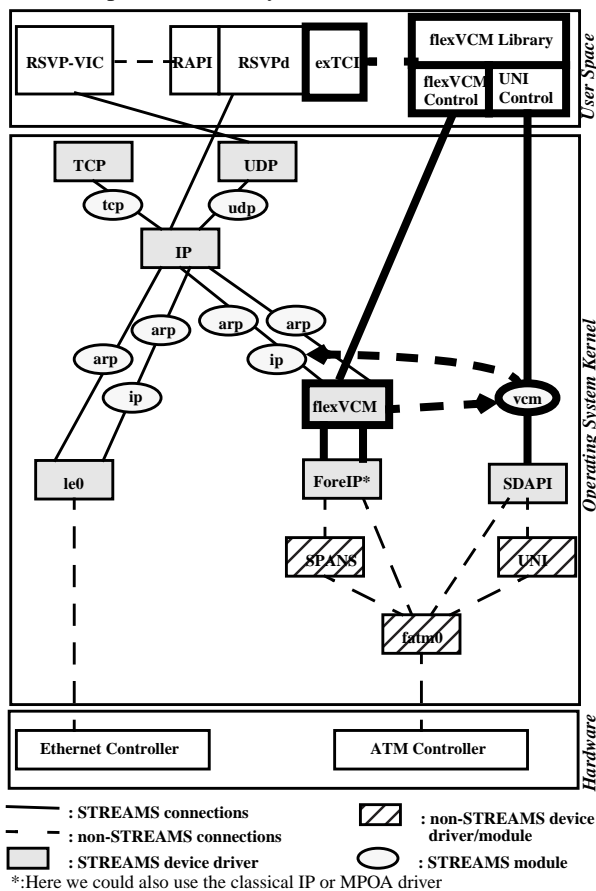 RSVP-VIC
RAPI
RSVPd
exTCI
flexVCM Library
flexVCM
Control
UNI
Control
User Space
TCP
UDP
tcp
udp
IP
arp
arp
arp
arp
ip
ip
flexVCM
vcm
le0
ForeIP*
SDAPI
SPANS
UNI
fatm0
Operating System Kernel
Ethernet Controller
ATM Controller
Hardware
: STREAMS connections
: non-STREAMS connections
: STREAMS device driver
: non-STREAMS device
driver/module
: STREAMS module
*:Here we could also use the classical IP or MPOA driver